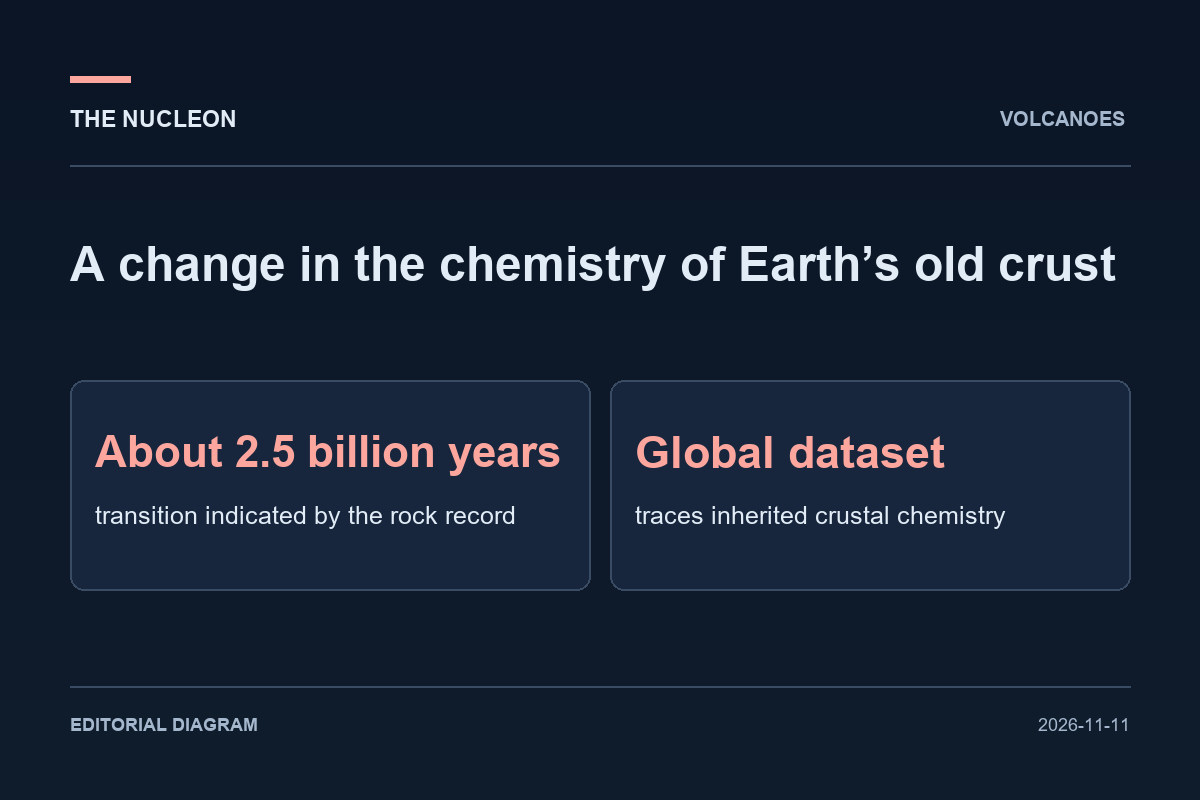 THE NUCLEON
VOLCANOES
A change in the chemistry of Earth’s old crust
About 2.5 billion years
transition indicated by the rock record
Global dataset
traces inherited crustal chemistry
EDITORIAL DIAGRAM
2026-11-11